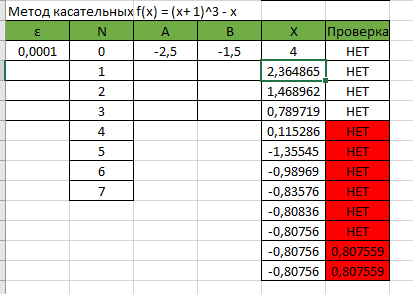 Метод касательных f(x) = (x+ 1)^3 - x
ε N A B X Проверка
0,0001 0 -2,5 -1,5 4 НЕТ
1 2,364865 НЕТ
2 1,468962 НЕТ
3 0,789719 НЕТ
4 0,115286 НЕТ
5 -1,35545 НЕТ
6 -0,98969 НЕТ
7 -0,83576 НЕТ
-0,80836 НЕТ
-0,80756 НЕТ
-0,80756 0,807559
-0,80756 0,807559